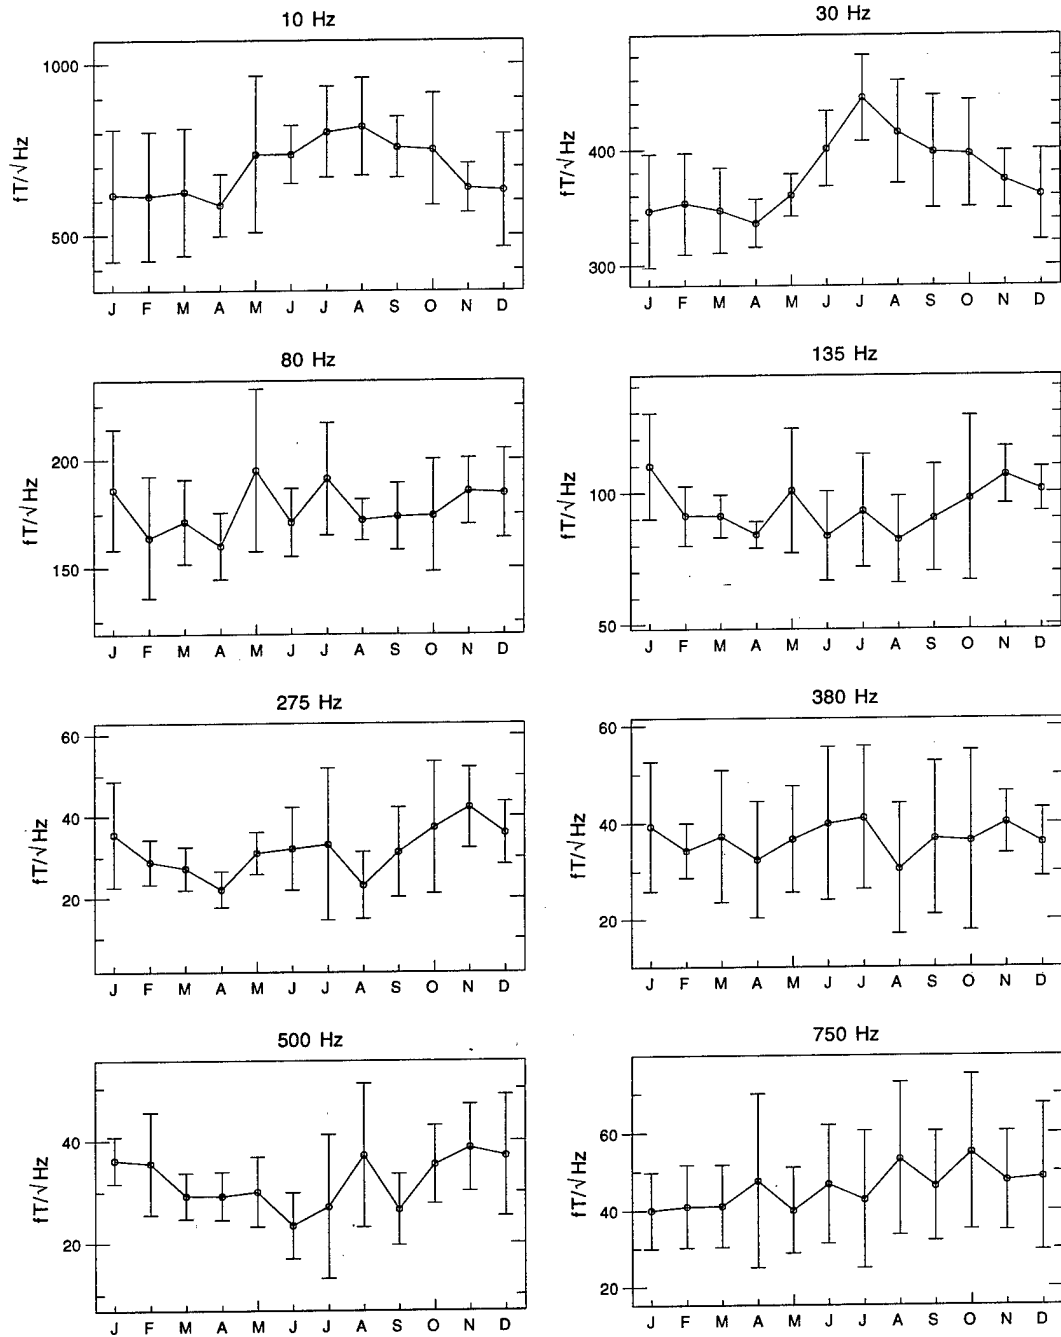 10 Hz
1000
500
fT/√Hz
J F M A M J J A S O N D
30 Hz
400
300
fT/√Hz
J F M A M J J A S O N D
80 Hz
200
150
fT/√Hz
J F M A M J J A S O N D
135 Hz
100
50
fT/√Hz
J F M A M J J A S O N D
275 Hz
60
40
20
fT/√Hz
J F M A M J J A S O N D
380 Hz
60
40
20
fT/√Hz
J F M A M J J A S O N D
500 Hz
40
20
fT/√Hz
J F M A M J J A S O N D
750 Hz
60
40
20
fT/√Hz
J F M A M J J A S O N D